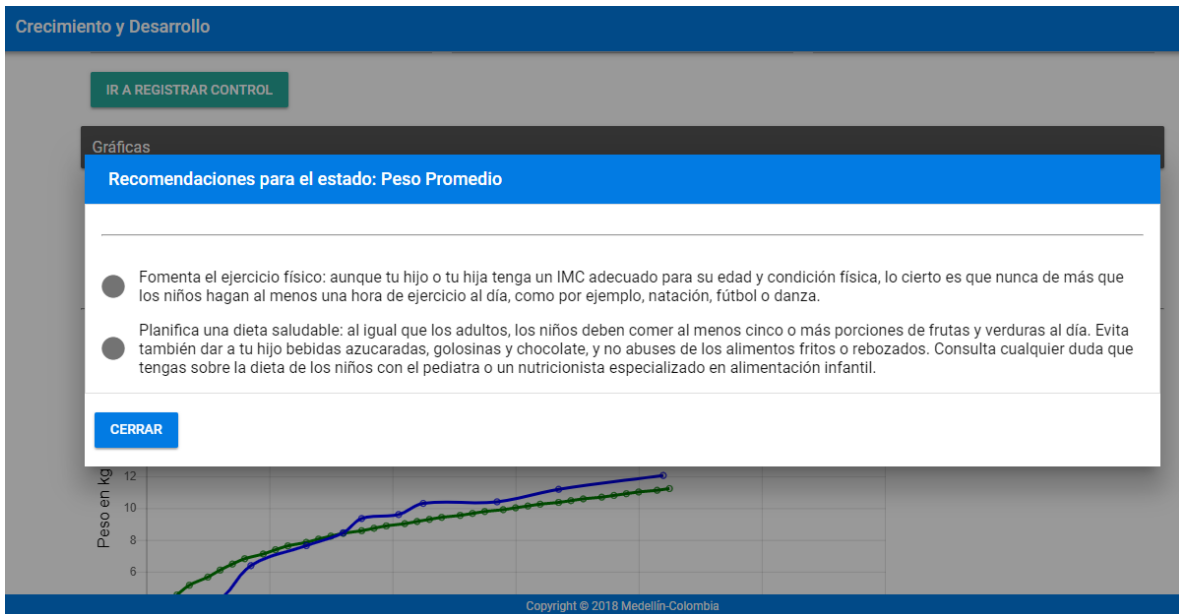 Crecimiento y Desarrollo
IR A REGISTRAR CONTROL
Gráficas
Recomendaciones para el estado: Peso Promedio
Fomenta el ejercicio físico: aunque tu hijo o tu hija tenga un IMC adecuado para su edad y condición física, lo cierto es que nunca de más que
los niños hagan al menos una hora de ejercicio al día, como por ejemplo, natación, fútbol o danza.
Planifica una dieta saludable: al igual que los adultos, los niños deben comer al menos cinco o más porciones de frutas y verduras al día. Evita
también dar a tu hijo bebidas azucaradas, golosinas y chocolate, y no abuses de los alimentos fritos o rebozados. Consulta cualquier duda que
tengas sobre la dieta de los niños con el pediatra o un nutricionista especializado en alimentación infantil.
CERRAR
Peso en kg
12
10
8
6
Copyright © 2018 Medellín-Colombia